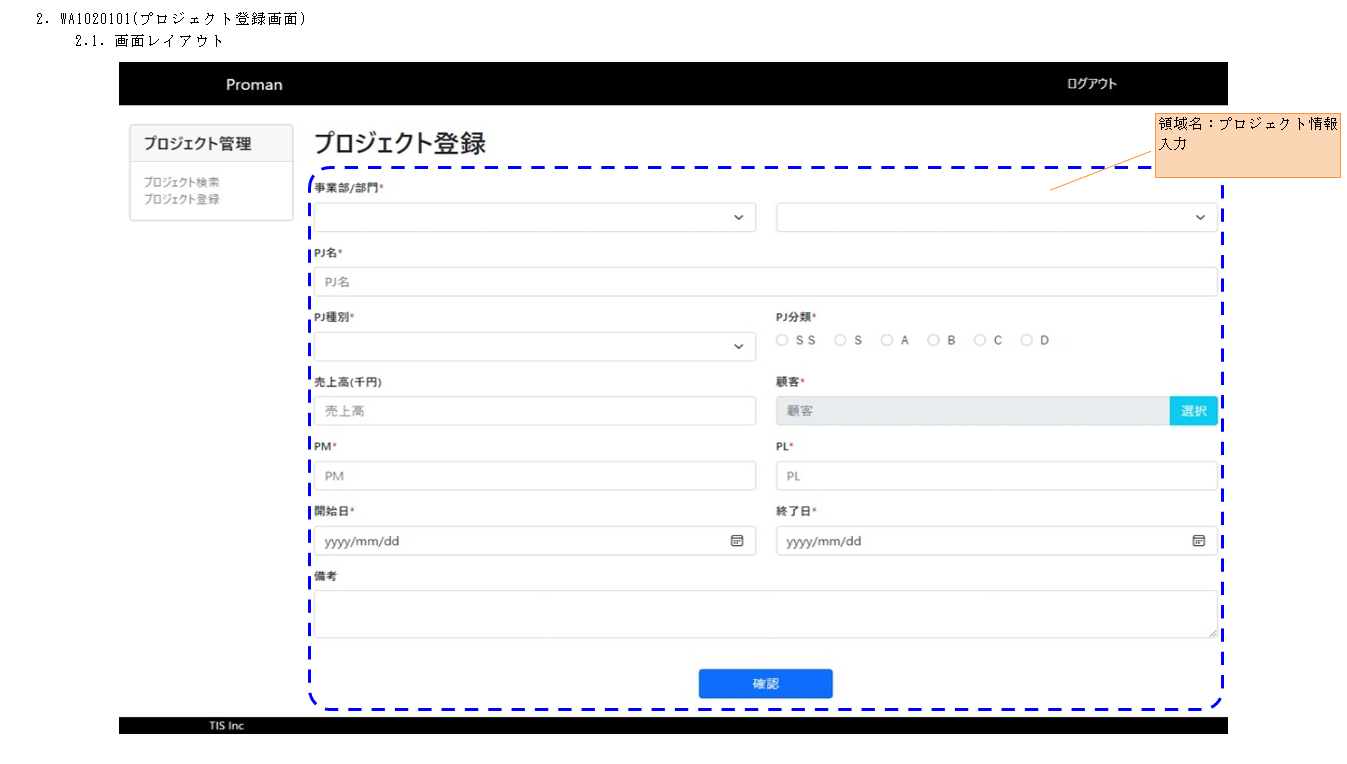 2. WA1020101(プロジェクト登録画面)
2.1. 画面レイアウト
Proman
ログアウト
領域名：プロジェクト情報
入力
プロジェクト管理
プロジェクト検索
プロジェクト登録
プロジェクト登録
事業部/部門*
PJ名*
PJ名
PJ種別*
PJ分類*
SS S A B C D
売上高(千円)
顧客*
売上高
顧客
選択
PM*
PL*
PM
PL
開始日*
終了日*
yyyy/mm/dd
yyyy/mm/dd
備考
確認
TIS Inc